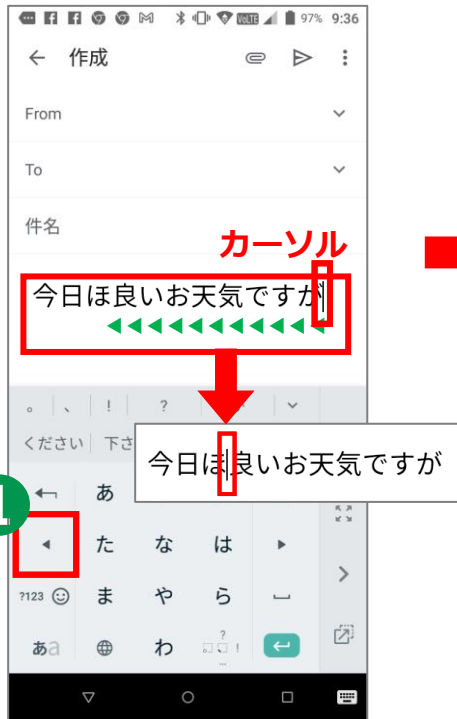 97% 9:36
作成
From
To
件名
カーソル
今日ほ良いお天気ですが
。 、 ! ?
ください 下さ
今日ほ良いお天気ですが
1
あ
た な は
?123 ま や ら
あa わ ? !